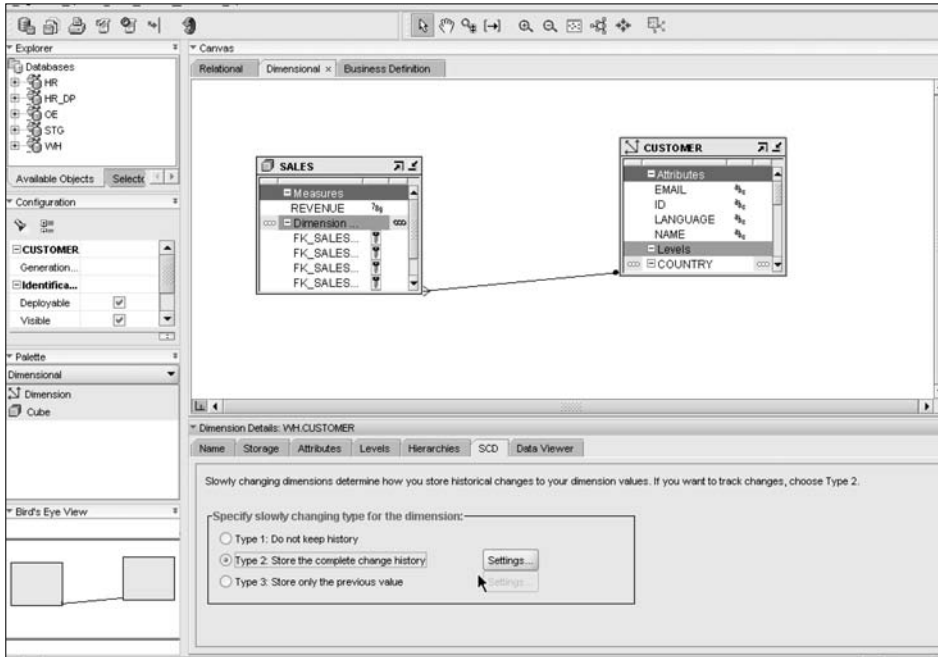 Explorer
Databases
HR
HR_DP
OE
STG
WH
Available Objects
Configuration
CUSTOMER
Generation...
Identifica...
Deployable
Visible
Palette
Dimensional
Dimension
Cube
Bird's Eye View
Canvas
Relational Dimensional × Business Definition
SALES
Measures
REVENUE 789
Dimension ...
FK_SALES...
FK_SALES...
FK_SALES...
FK_SALES...
CUSTOMER
Attributes
EMAIL
ID
LANGUAGE
NAME
Levels
COUNTRY
Dimension Details: WH.CUSTOMER
Name Storage Attributes Levels Hierarchies SCD Data Viewer
Slowly changing dimensions determine how you store historical changes to your dimension values. If you want to track changes, choose Type 2.
Specify slowly changing type for the dimension:
Type 1: Do not keep history
Type 2: Store the complete change history Settings...
Type 3: Store only the previous value Settings...